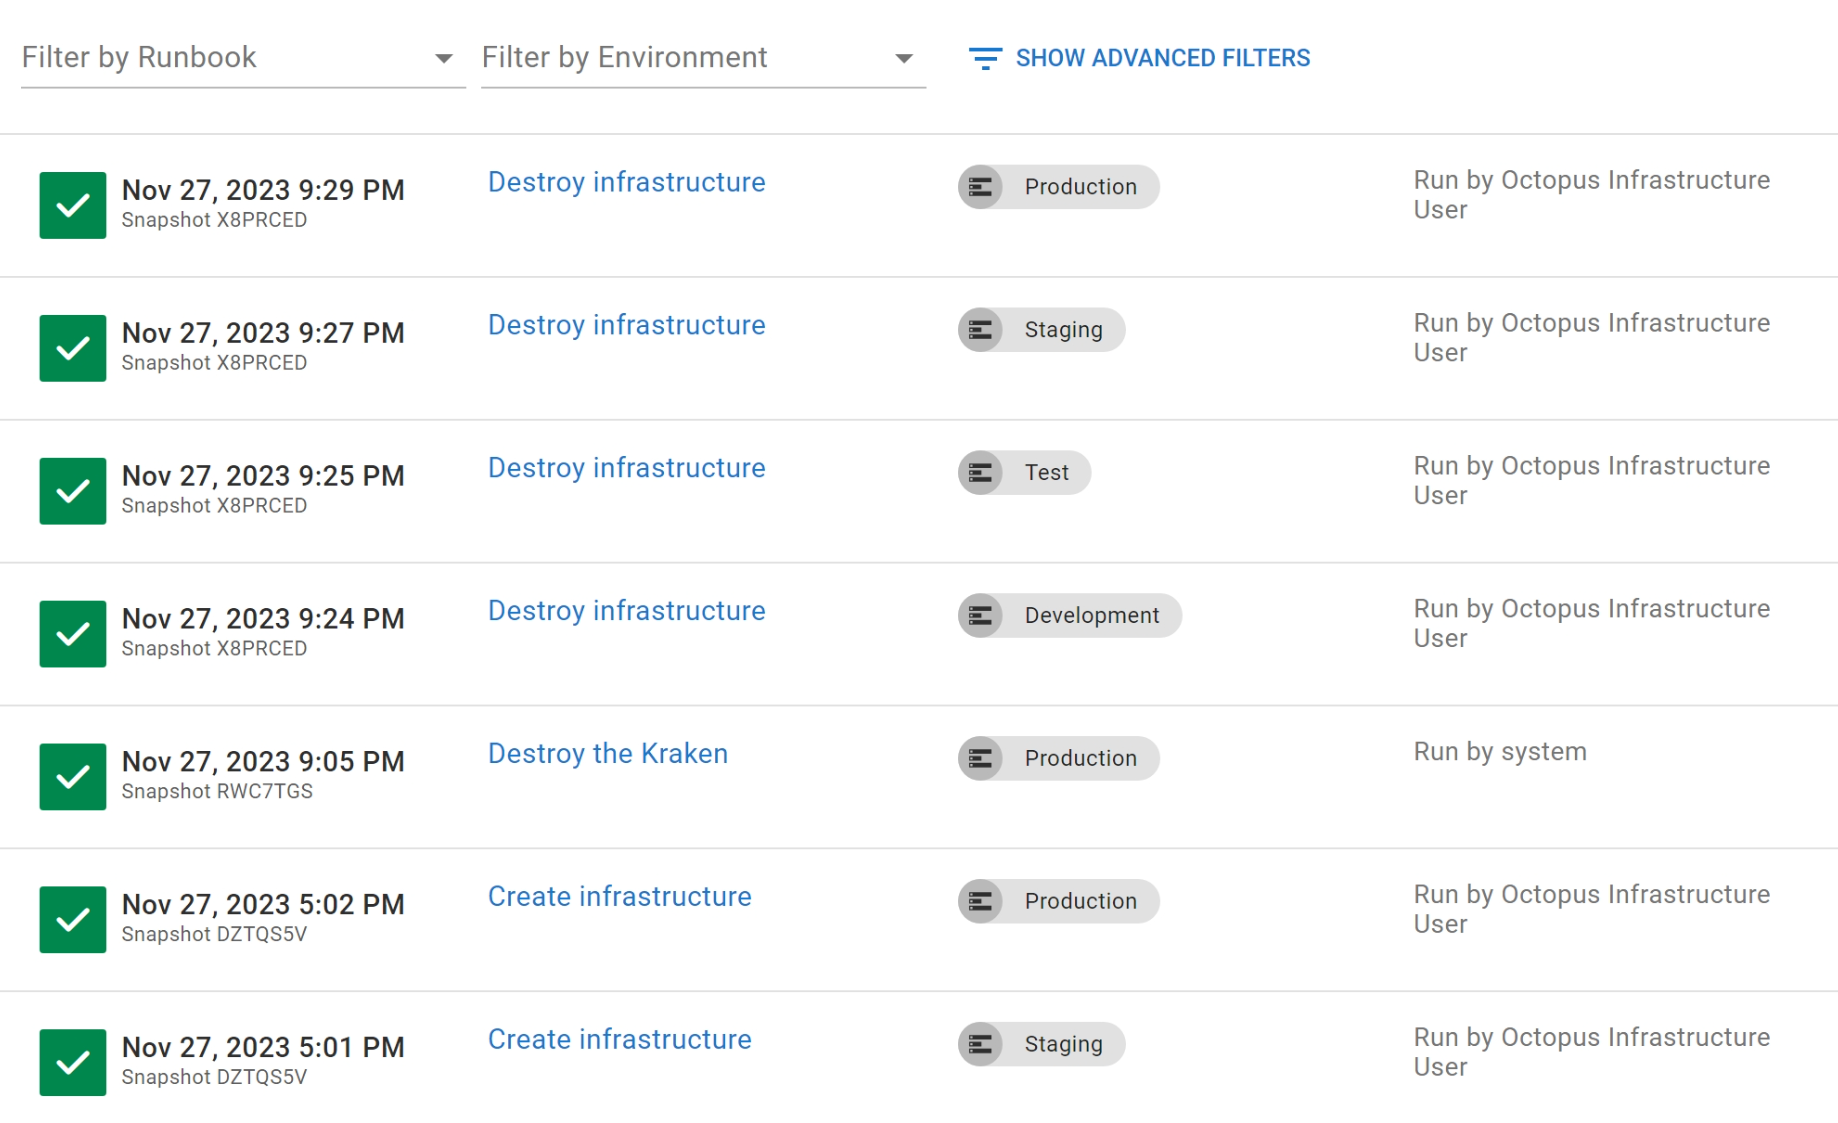 Filter by Runbook
Filter by Environment
SHOW ADVANCED FILTERS
Nov 27, 2023 9:29 PM
Snapshot X8PRCED
Destroy infrastructure
Production
Run by Octopus Infrastructure
User
Nov 27, 2023 9:27 PM
Snapshot X8PRCED
Destroy infrastructure
Staging
Run by Octopus Infrastructure
User
Nov 27, 2023 9:25 PM
Snapshot X8PRCED
Destroy infrastructure
Test
Run by Octopus Infrastructure
User
Nov 27, 2023 9:24 PM
Snapshot X8PRCED
Destroy infrastructure
Development
Run by Octopus Infrastructure
User
Nov 27, 2023 9:05 PM
Snapshot RWC7TGS
Destroy the Kraken
Production
Run by system
Nov 27, 2023 5:02 PM
Snapshot DZTQS5V
Create infrastructure
Production
Run by Octopus Infrastructure
User
Nov 27, 2023 5:01 PM
Snapshot DZTQS5V
Create infrastructure
Staging
Run by Octopus Infrastructure
User